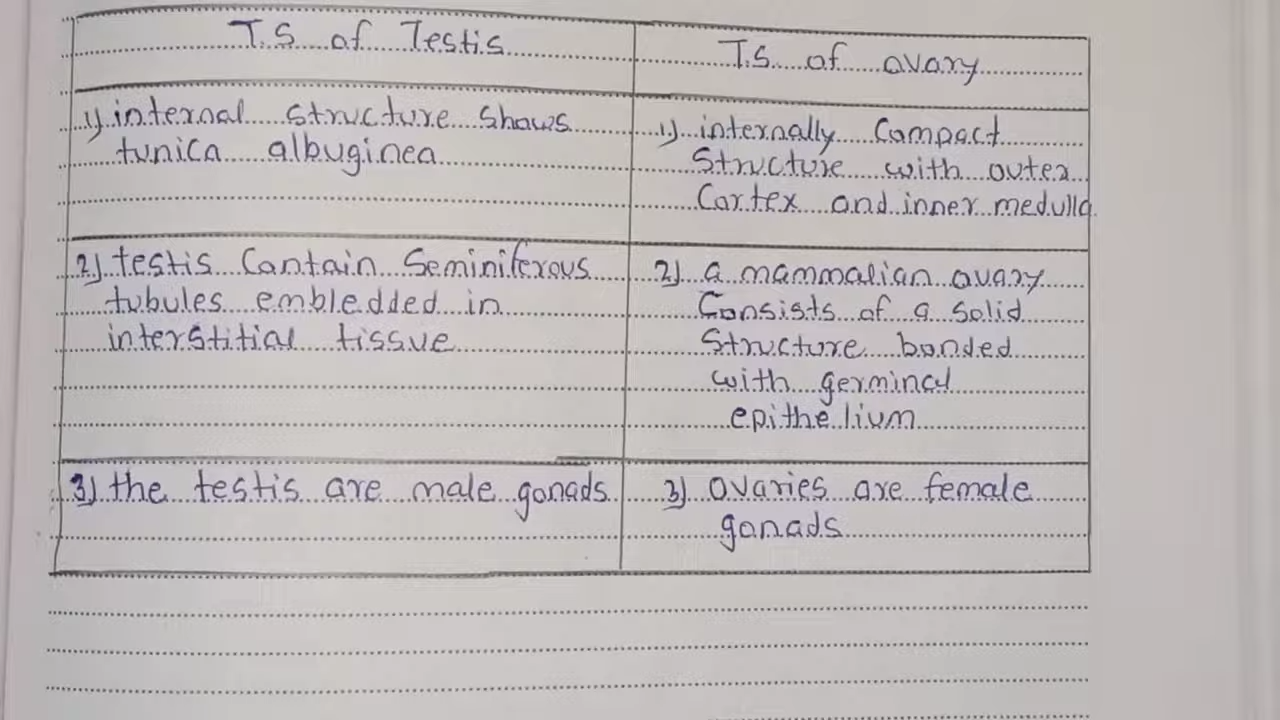 T.S of Testis
T.S. of ovary
1) internal structure shows
tunica albuginea
1) internally Compact
Structure with outer
Cortex and inner medulla
2) testis Contain Seminiferous
tubules embledded in
interstitial tissue
2) a mammalian ovary
Consists of a solid
Structure bonded
with germinal
epithelium
3) the testis are male gonads
3) ovaries are female
gonads